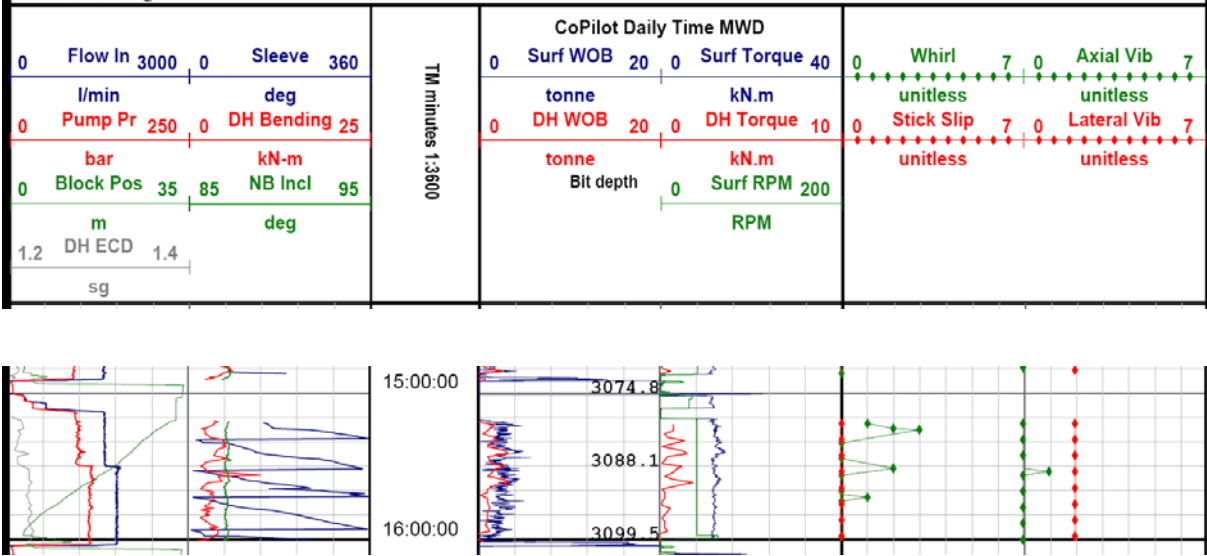 CoPilot Daily Time MWD
0 Flow In 3000 0 Sleeve 360
l/min deg
0 Pump Pr 250 0 DH Bending 25
bar kN-m
0 Block Pos 35 85 NB Incl 95
m deg
1.2 DH ECD 1.4
sg
TM minutes 1:3600
0 Surf WOB 20 0 Surf Torque 40
tonne kN.m
0 DH WOB 20 0 DH Torque 10
tonne kN.m
Bit depth 0 Surf RPM 200
RPM
0 Whirl 7 0 Axial Vib 7
unitless unitless
0 Stick Slip 7 0 Lateral Vib 7
unitless unitless
15:00:00 3074.8
3088.1
16:00:00 3099.5